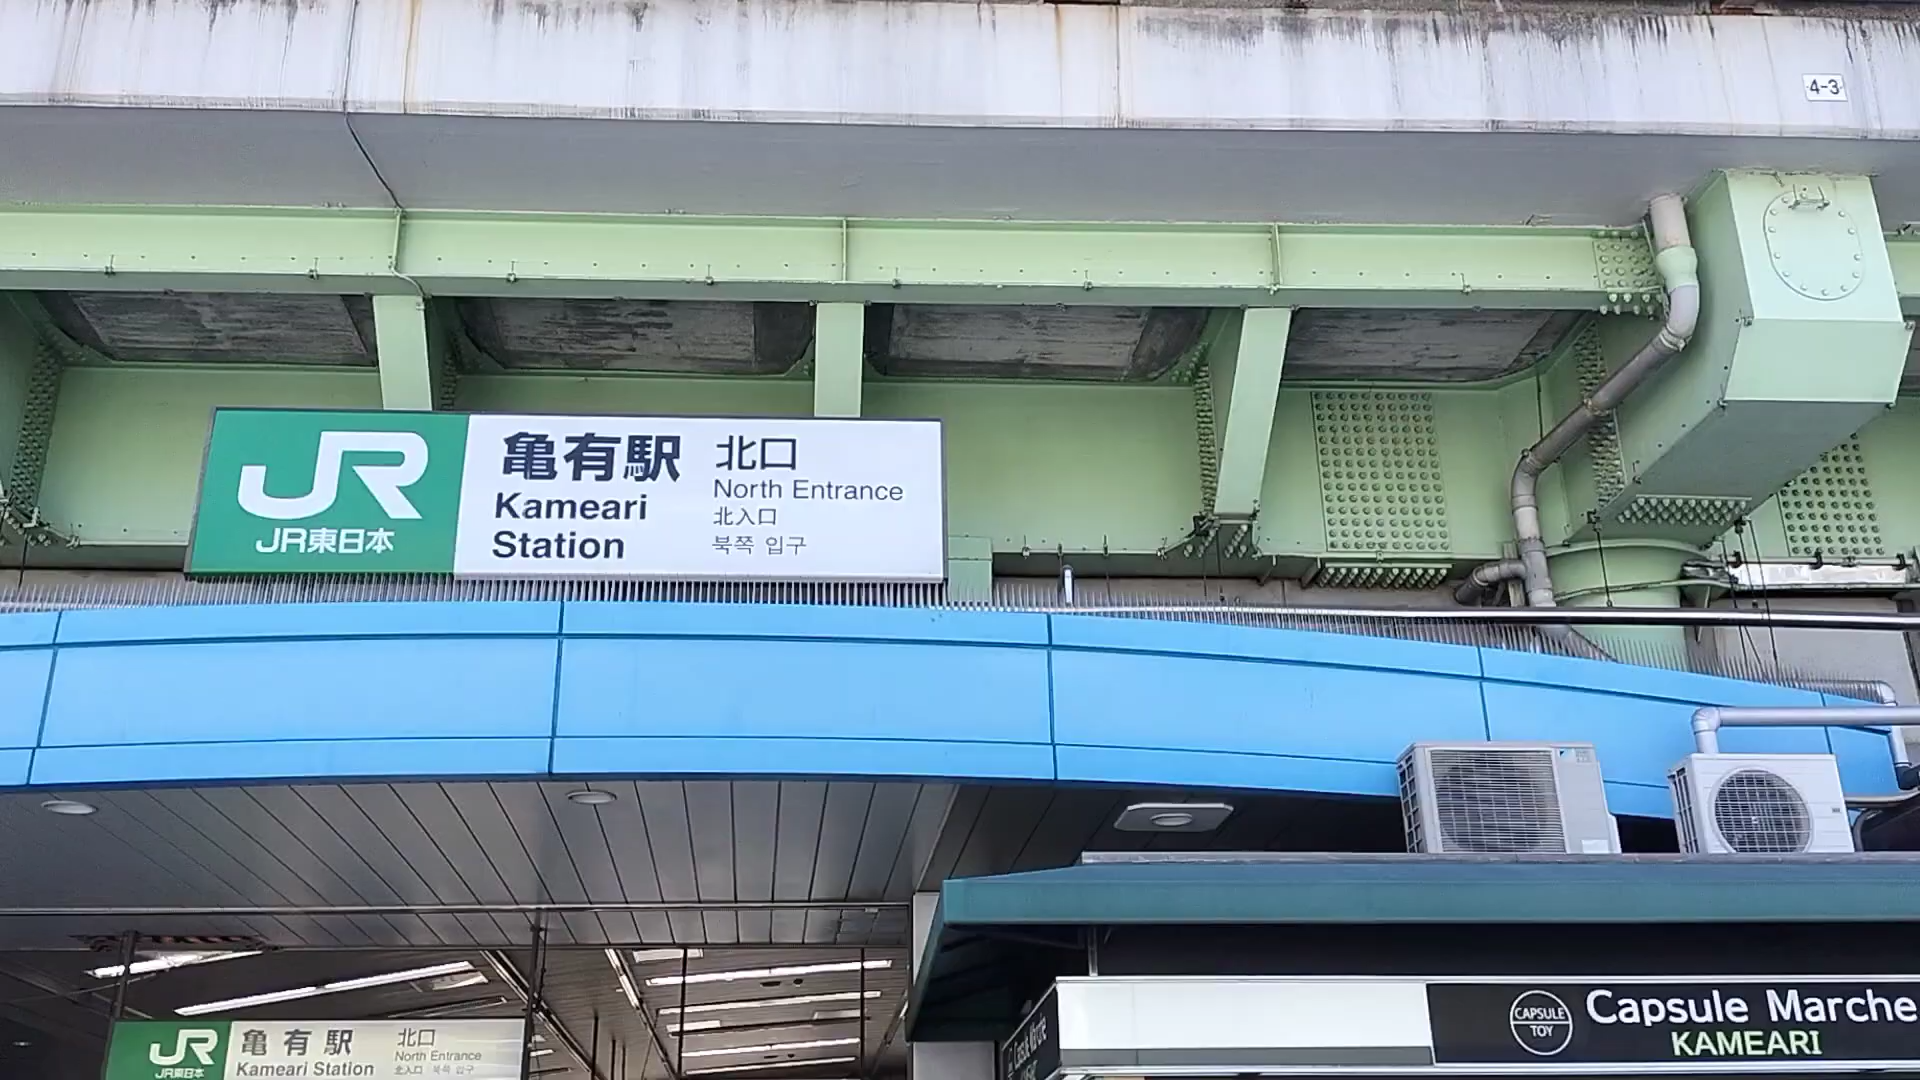 4-3
JR
JR東日本
亀有駅 北口
Kameari
Station
North Entrance
北入口
북쪽 입구
JR
JR東日本
亀有駅 北口
Kameari Station
North Entrance
北入口 북쪽 입구
CAPSULE
TOY
Capsule Marche
KAMEARI
Capsule Marche